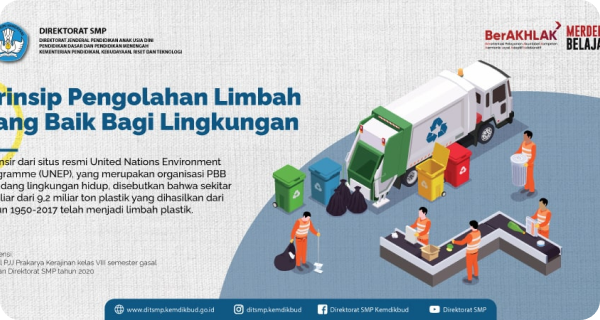 DIREKTORAT SMP
DIREKTORAT JENDERAL PENDIDIKAN ANAK USIA DINI
PENDIDIKAN DASAR DAN PENDIDIKAN MENENGAH
KEMENTERIAN PENDIDIKAN, KEBUDAYAAN, RISET DAN TEKNOLOGI
BerAKHLAK
MERDEK
BELAJA
rinsip Pengolahan Limbah
ang Baik Bagi Lingkungan
nsir dari situs resmi United Nations Environment
gramme (UNEP), yang merupakan organisasi PBB
dang lingkungan hidup, disebutkan bahwa sekitar
liar dari 9,2 miliar ton plastik yang dihasilkan dari
un 1950-2017 telah menjadi limbah plastik.
ensi:
l PJJ Prakarya Kerajinan kelas VIII semester gasal
an Direktorat SMP tahun 2020
www.ditsmp.kemdikbud.go.id
ditsmp.kemdikbud
Direktorat SMP Kemdikbud
Direktorat SMP